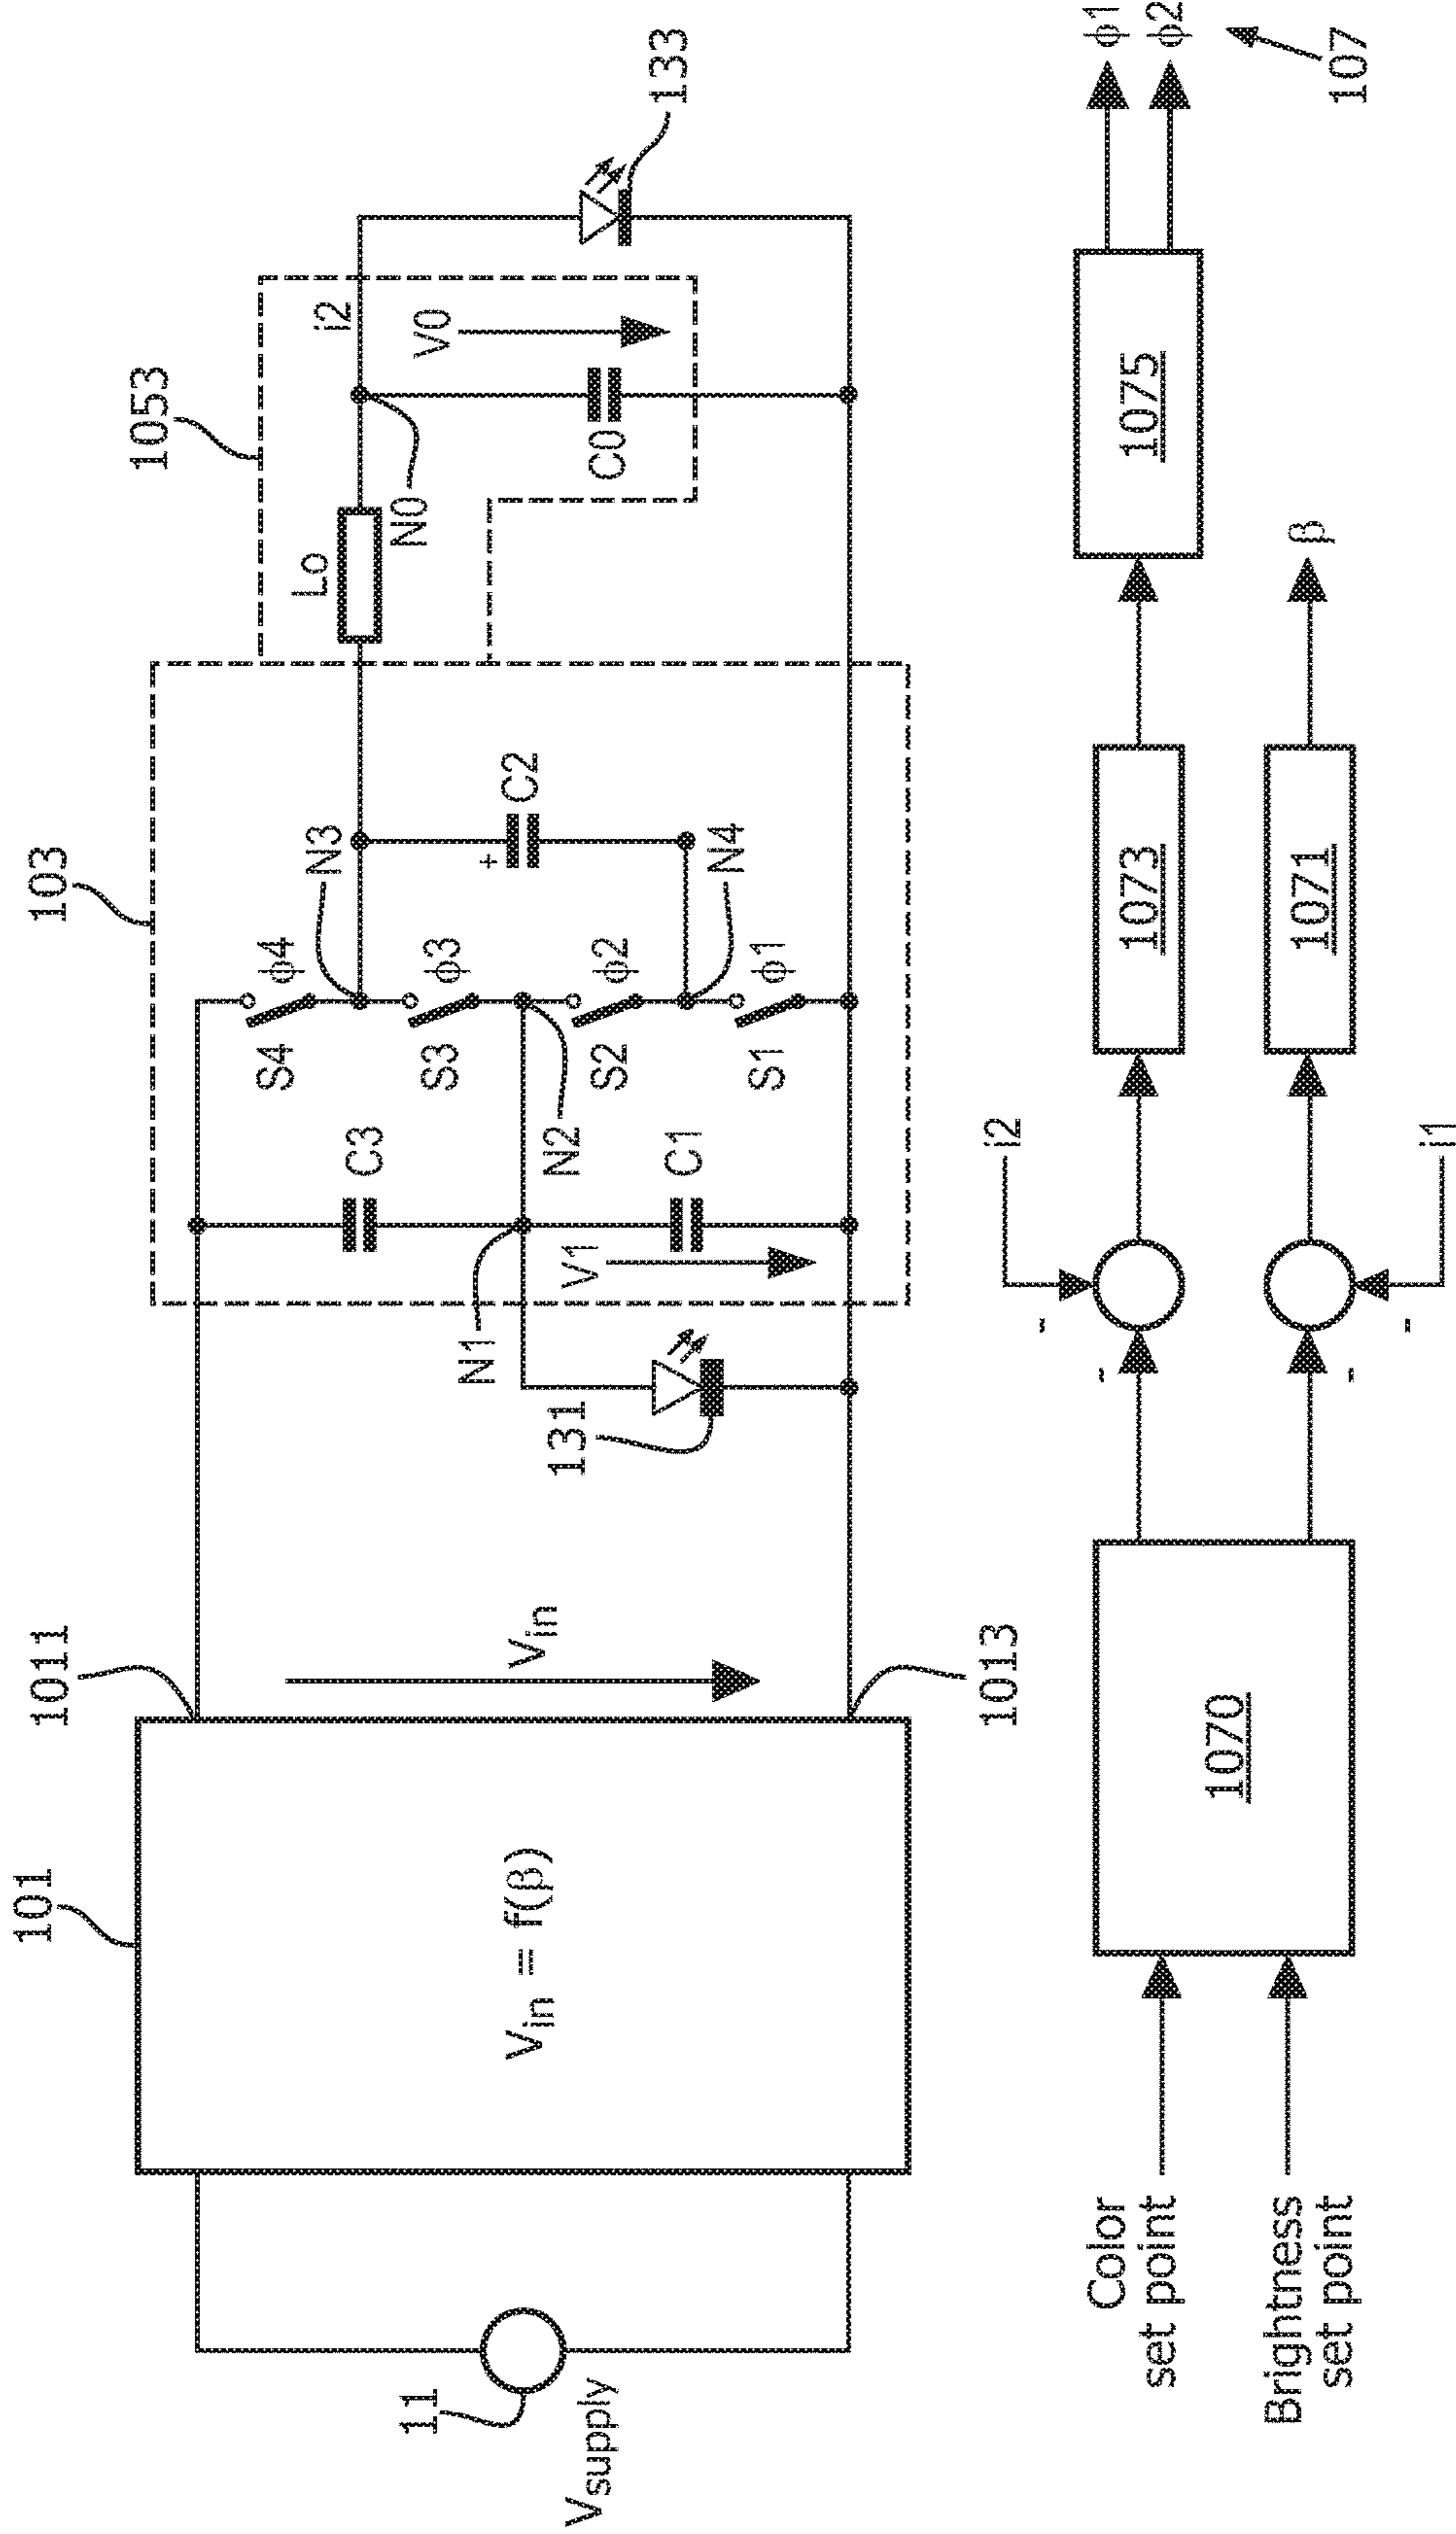 101
103
1053
1011
Vin
C3
S4
ϕ4
N3
Lo
i2
V0
133
11
Vsupply
Vin = f(β)
131
N1
V1
C1
N2
S3
ϕ3
S2
ϕ2
S1
ϕ1
C2
+
N4
N0
C0
1013
Color
set point
Brightness
set point
1070
-
-
i2
1073
1075
ϕ1
ϕ2
107
-
-
i1
1071
β